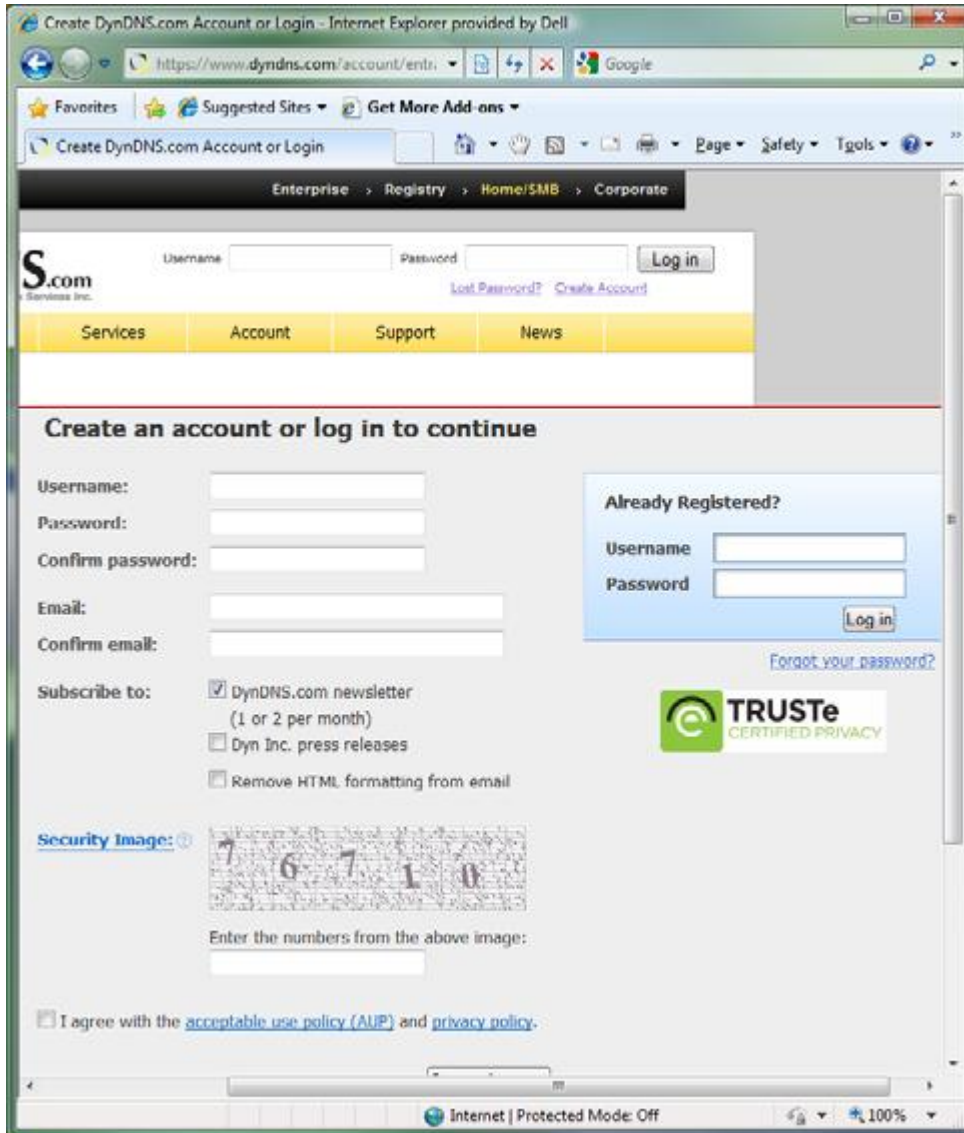 Create DynDNS.com Account or Login - Internet Explorer provided by Dell
https://www.dyndns.com/account/entr
Google
Favorites Suggested Sites Get More Add-ons
Create DynDNS.com Account or Login
Page Safety Tools
Enterprise > Registry > Home/SMB > Corporate
Username Password Log in
S.com
Services Inc.
Lost Password? Create Account
Services Account Support News
Create an account or log in to continue
Username:
Password:
Confirm password:
Email:
Confirm email:
Subscribe to: DynDNS.com newsletter
(1 or 2 per month)
Dyn Inc. press releases
Remove HTML formatting from email
Already Registered?
Username
Password
Log in
Forgot your password?
TRUSTe
CERTIFIED PRIVACY
Security Image:
7 6 7 1 0
Enter the numbers from the above image:
I agree with the acceptable use policy (AUP) and privacy policy.
Internet | Protected Mode: Off 100%